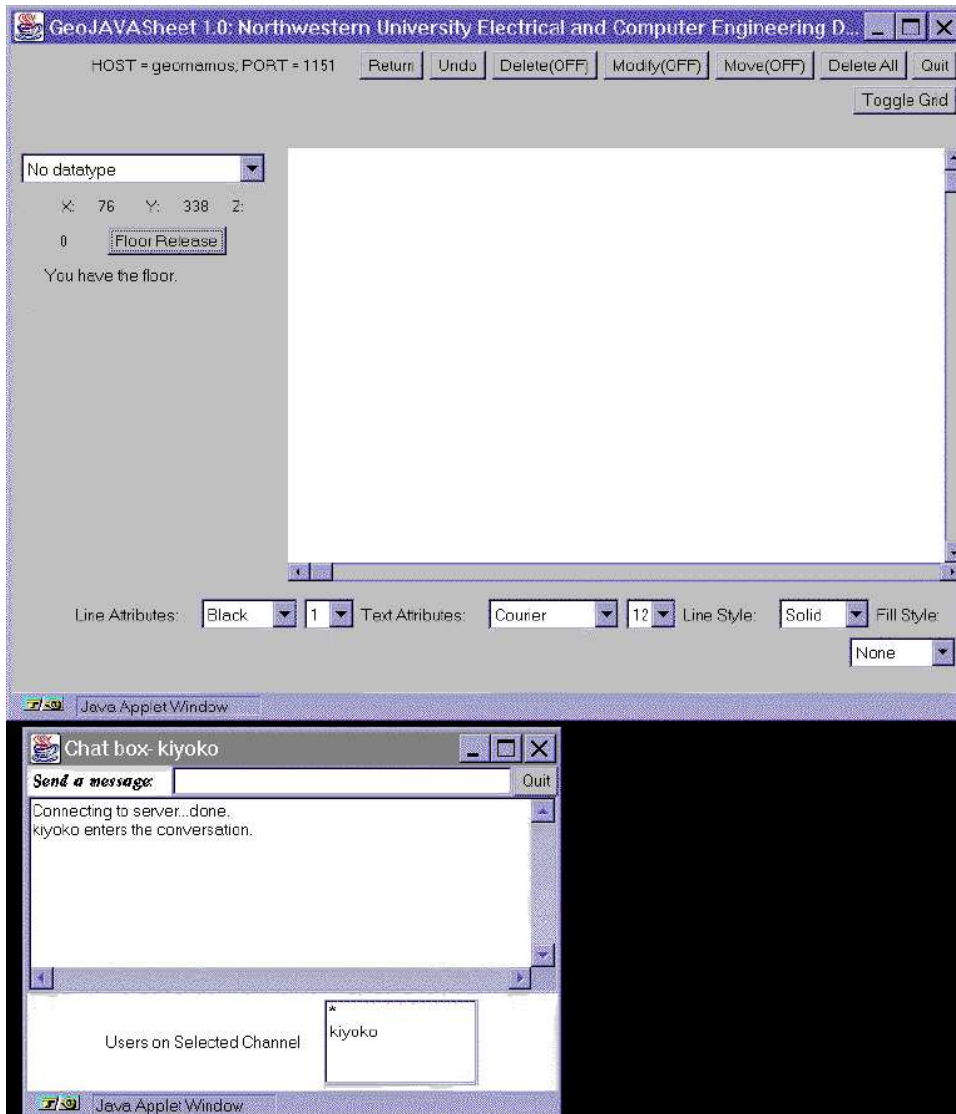 GeoJAVASheet 1.0: Northwestern University Electrical and Computer Engineering D...
HOST = geomamos, PORT = 1151 Return Undo Delete(OFF) Modify(OFF) Move(OFF) Delete All Quit
Toggle Grid
No datatype
X: 76 Y: 338 Z:
0 Floor Release
You have the floor.
Line Attributes: Black 1 Text Attributes: Courier 12 Line Style: Solid Fill Style:
None
Java Applet Window
Chat box- kiyoko
Send a message: Quit
Connecting to server...done.
kiyoko enters the conversation.
*
kiyoko
Users on Selected Channel
Java Applet Window